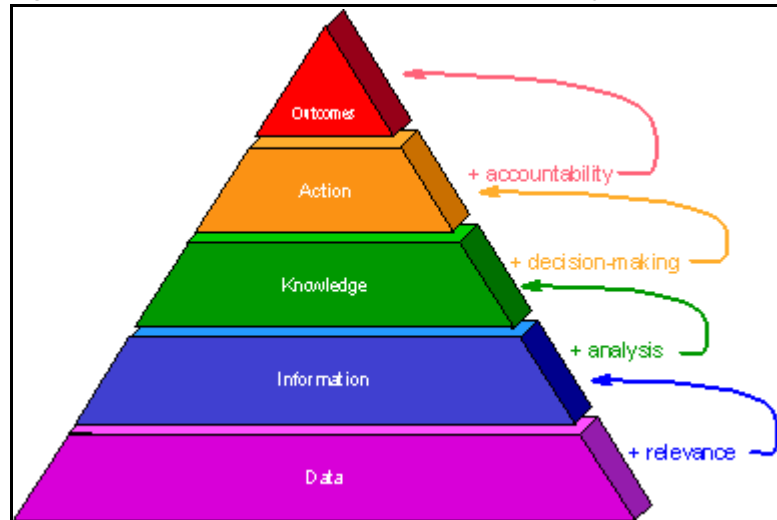 Outcomes
+ accountability
Action
+ decision-making
Knowledge
+ analysis
Information
+ relevance
Data